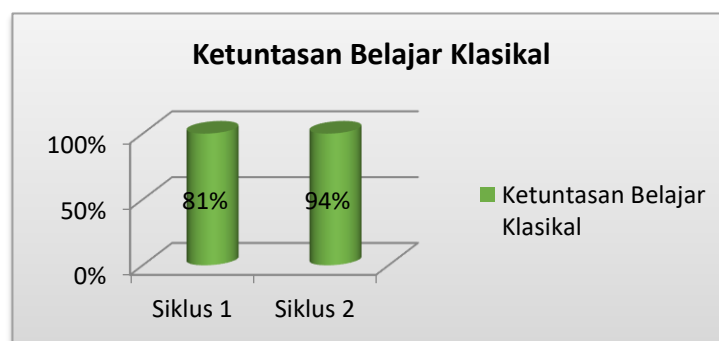 Ketuntasan Belajar Klasikal
100%
50%
0%
81%
94%
Siklus 1
Siklus 2
Ketuntasan Belajar
Klasikal